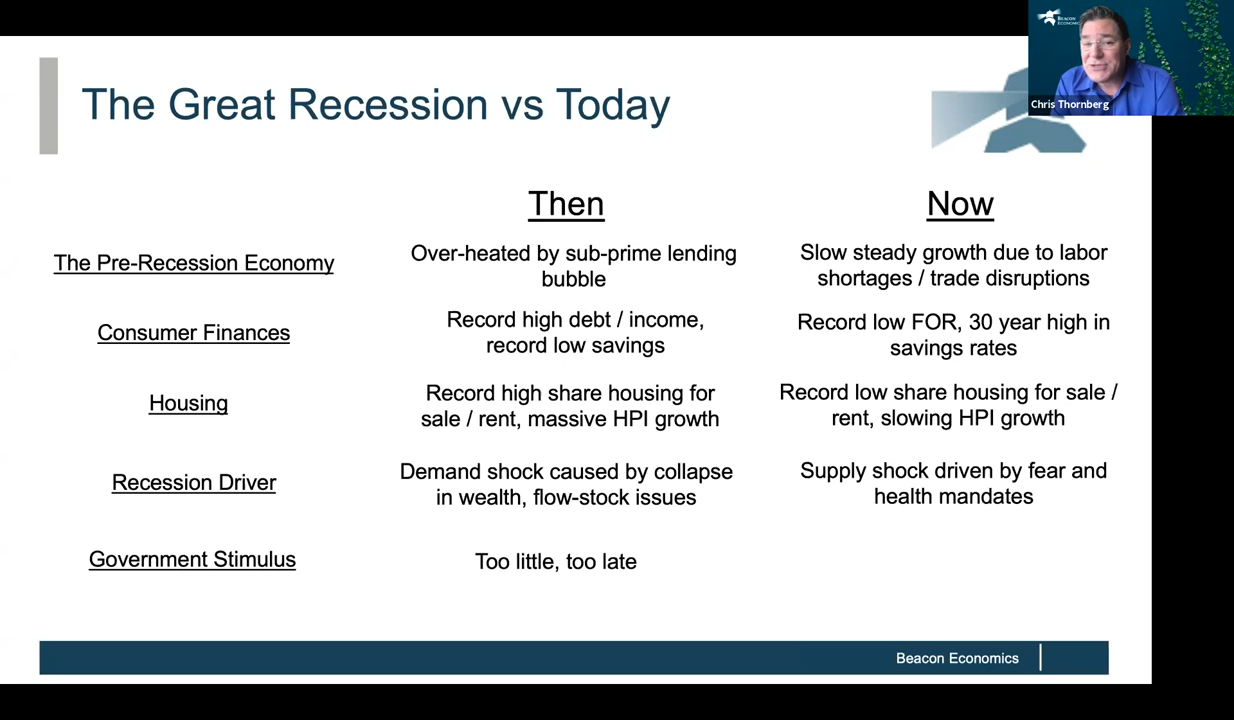 BEACON
ECONOMICS
Chris Thornberg
The Great Recession vs Today
Then
Now
The Pre-Recession Economy
Over-heated by sub-prime lending
bubble
Slow steady growth due to labor
shortages / trade disruptions
Consumer Finances
Record high debt / income,
record low savings
Record low FOR, 30 year high in
savings rates
Housing
Record high share housing for
sale / rent, massive HPI growth
Record low share housing for sale /
rent, slowing HPI growth
Recession Driver
Demand shock caused by collapse
in wealth, flow-stock issues
Supply shock driven by fear and
health mandates
Government Stimulus
Too little, too late
Beacon Economics